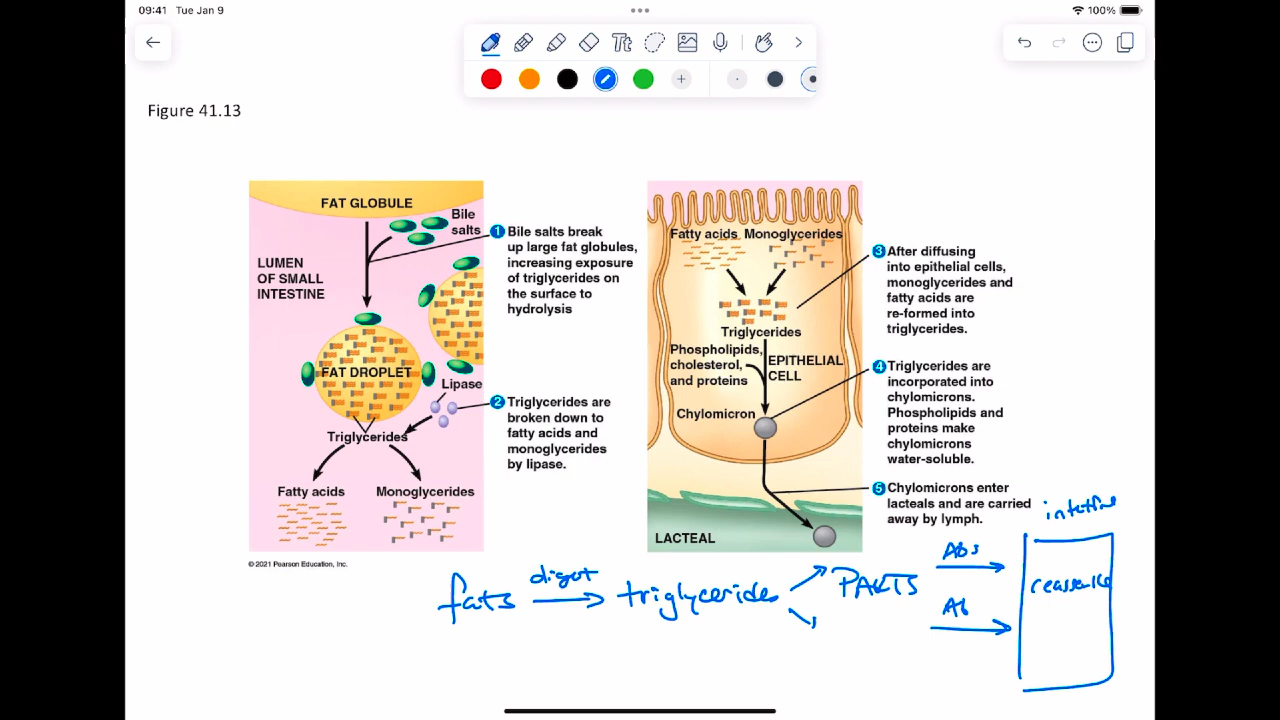 09:41 Tue Jan 9
100%
Tt
Figure 41.13
FAT GLOBULE
Bile
salts
LUMEN
OF SMALL
INTESTINE
FAT DROPLET
Lipase
Triglycerides
Fatty acids Monoglycerides
© 2021 Pearson Education, Inc.
1 Bile salts break
up large fat globules,
increasing exposure
of triglycerides on
the surface to
hydrolysis
2 Triglycerides are
broken down to
fatty acids and
monoglycerides
by lipase.
Fatty acids Monoglycerides
Triglycerides
Phospholipids,
cholesterol,
and proteins
EPITHELIAL
CELL
Chylomicron
LACTEAL
3 After diffusing
into epithelial cells,
monoglycerides and
fatty acids are
re-formed into
triglycerides.
4 Triglycerides are
incorporated into
chylomicrons.
Phospholipids and
proteins make
chylomicrons
water-soluble.
5 Chylomicrons enter
lacteals and are carried
away by lymph.
fats digest triglycerides PARTS
Abs
Ab